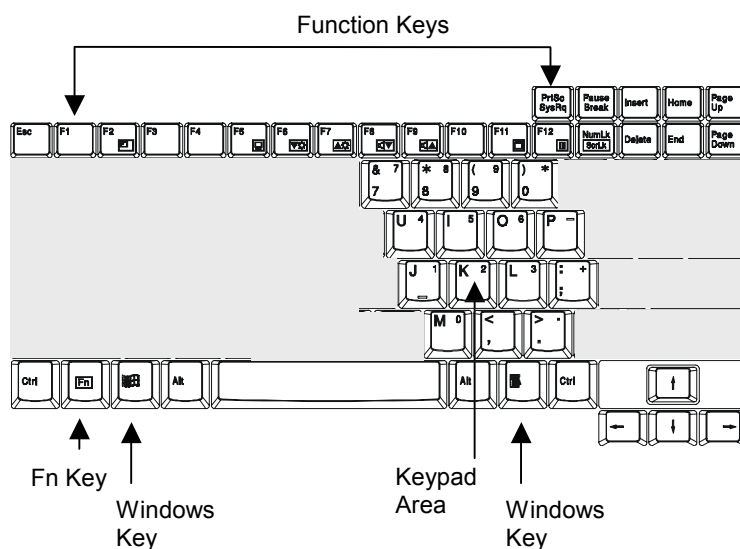 Function Keys
PrtSc SysRq Pause Break Insert Home Page Up
Esc F1 F2 F3 F4 F5 F6 F7 F8 F9 F10 F11 F12 NumLk ScrLk Delete End Page Down
& 7 7 * 8 8 ( 9 9 ) * 0
U 4 I 5 O 6 P –
J 1 _ K 2 L 3 : + ;
M 0 < , > . .
Ctrl Fn Alt Alt Ctrl ↑
← ↓ →
Fn Key
Windows Key
Keypad Area
Windows Key